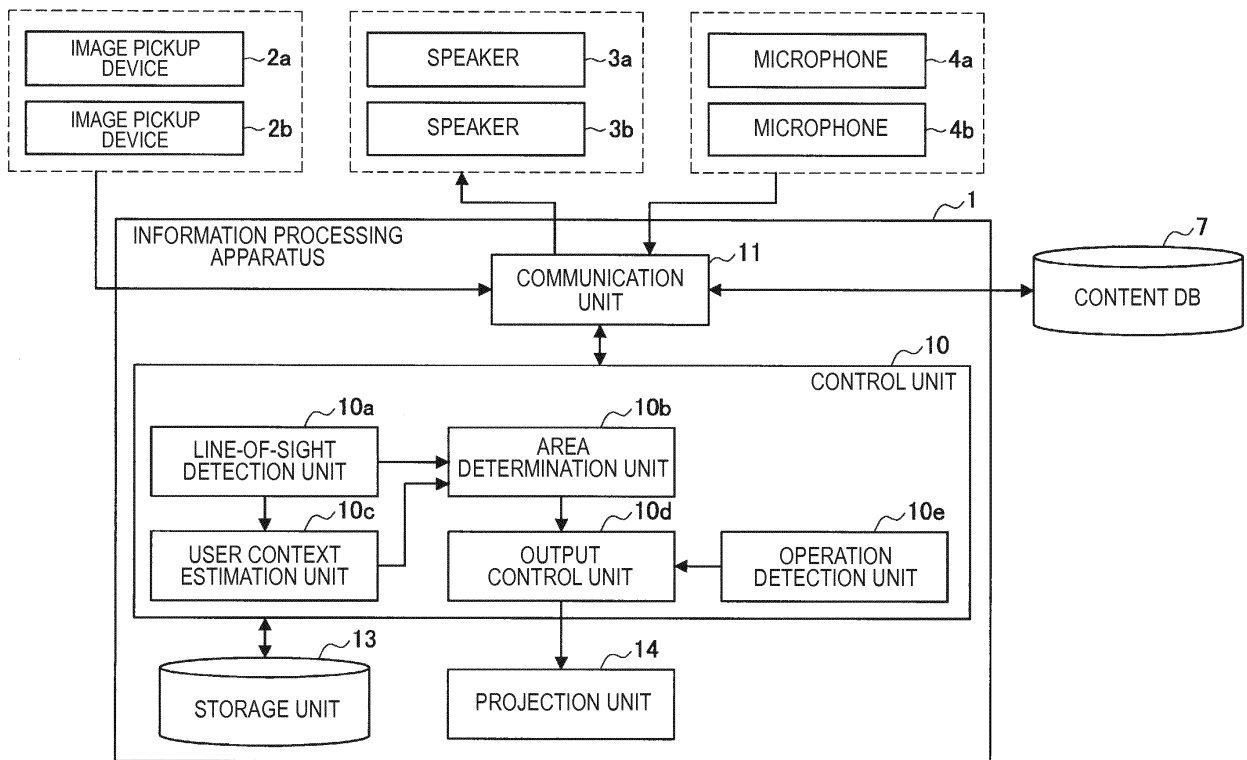 IMAGE PICKUP
DEVICE
2a
IMAGE PICKUP
DEVICE
2b
SPEAKER
3a
SPEAKER
3b
MICROPHONE
4a
MICROPHONE
4b
1
INFORMATION PROCESSING
APPARATUS
COMMUNICATION
UNIT
11
7
CONTENT DB
10
CONTROL UNIT
10a
LINE-OF-SIGHT
DETECTION UNIT
10b
AREA
DETERMINATION UNIT
10c
USER CONTEXT
ESTIMATION UNIT
10d
OUTPUT
CONTROL UNIT
10e
OPERATION
DETECTION UNIT
13
STORAGE UNIT
14
PROJECTION UNIT